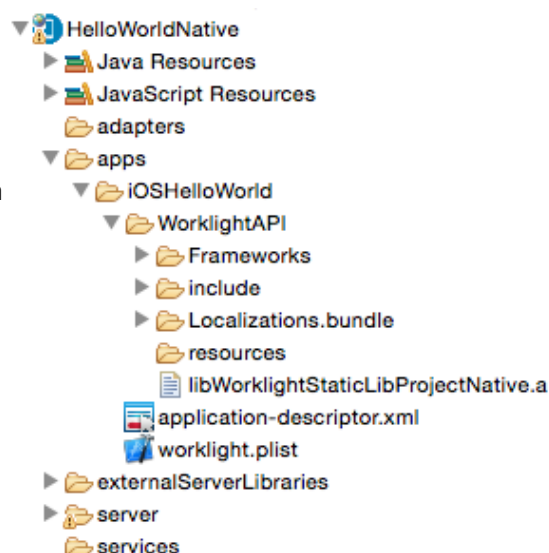 HelloWorldNative
Java Resources
JavaScript Resources
adapters
apps
iOSHelloWorld
WorklightAPI
Frameworks
include
Localizations.bundle
resources
libWorklightStaticLibProjectNative.a
application-descriptor.xml
worklight.plist
externalServerLibraries
server
services